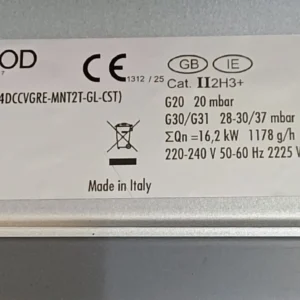 OD
7
CE 1312 / 25
GB IE
Cat. II2H3+
4DCCVGRE-MNT2T-GL-CST)
G20 20 mbar
G30/G31 28-30/37 mbar
ΣQn =16,2 kW 1178 g/h
220-240 V 50-60 Hz 2225 W
Made in Italy